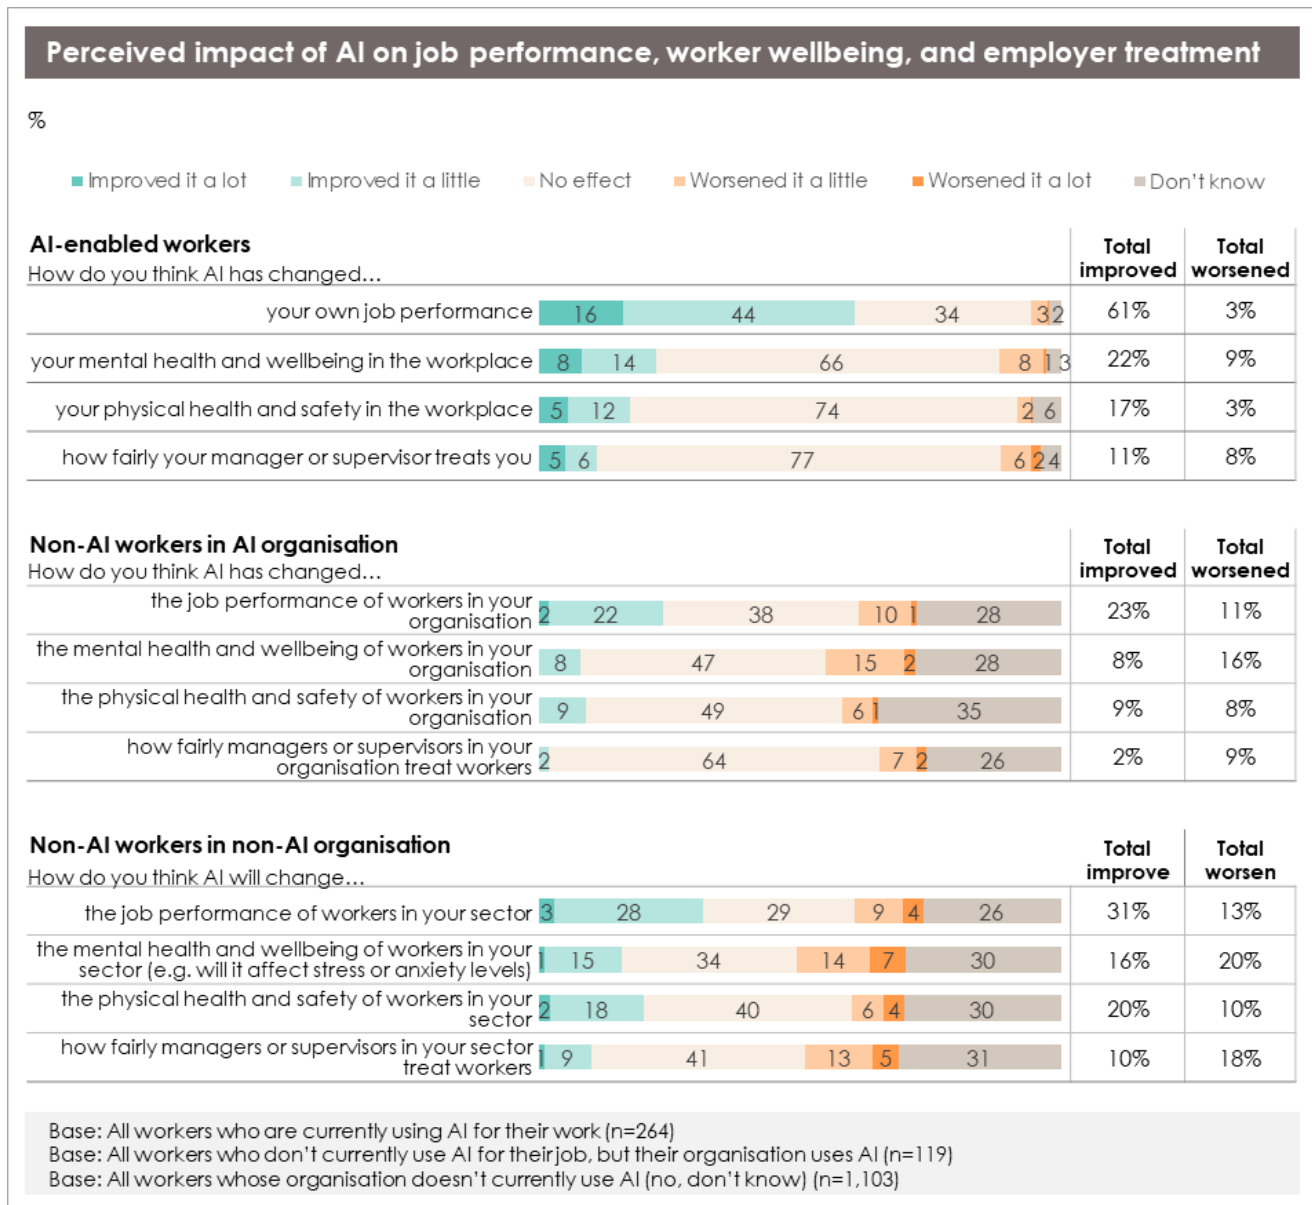 Perceived impact of AI on job performance, worker wellbeing, and employer treatment
%
Improved it a lot Improved it a little No effect Worsened it a little Worsened it a lot Don't know
AI-enabled workers
How do you think AI has changed...
Total improved
Total worsened
your own job performance 16 44 34 3 2 61% 3%
your mental health and wellbeing in the workplace 8 14 66 8 1 3 22% 9%
your physical health and safety in the workplace 5 12 74 2 6 17% 3%
how fairly your manager or supervisor treats you 5 6 77 6 2 4 11% 8%
Non-AI workers in AI organisation
How do you think AI has changed...
Total improved
Total worsened
the job performance of workers in your
organisation 2 22 38 10 1 28 23% 11%
the mental health and wellbeing of workers in your
organisation 8 47 15 2 28 8% 16%
the physical health and safety of workers in your
organisation 9 49 6 1 35 9% 8%
how fairly managers or supervisors in your
organisation treat workers 2 64 7 2 26 2% 9%
Non-AI workers in non-AI organisation
How do you think AI will change...
Total improve
Total worsen
the job performance of workers in your sector 3 28 29 9 4 26 31% 13%
the mental health and wellbeing of workers in your
sector (e.g. will it affect stress or anxiety levels) 1 15 34 14 7 30 16% 20%
the physical health and safety of workers in your
sector 2 18 40 6 4 30 20% 10%
how fairly managers or supervisors in your sector
treat workers 1 9 41 13 5 31 10% 18%
Base: All workers who are currently using AI for their work (n=264)
Base: All workers who don't currently use AI for their job, but their organisation uses AI (n=119)
Base: All workers whose organisation doesn't currently use AI (no, don't know) (n=1,103)